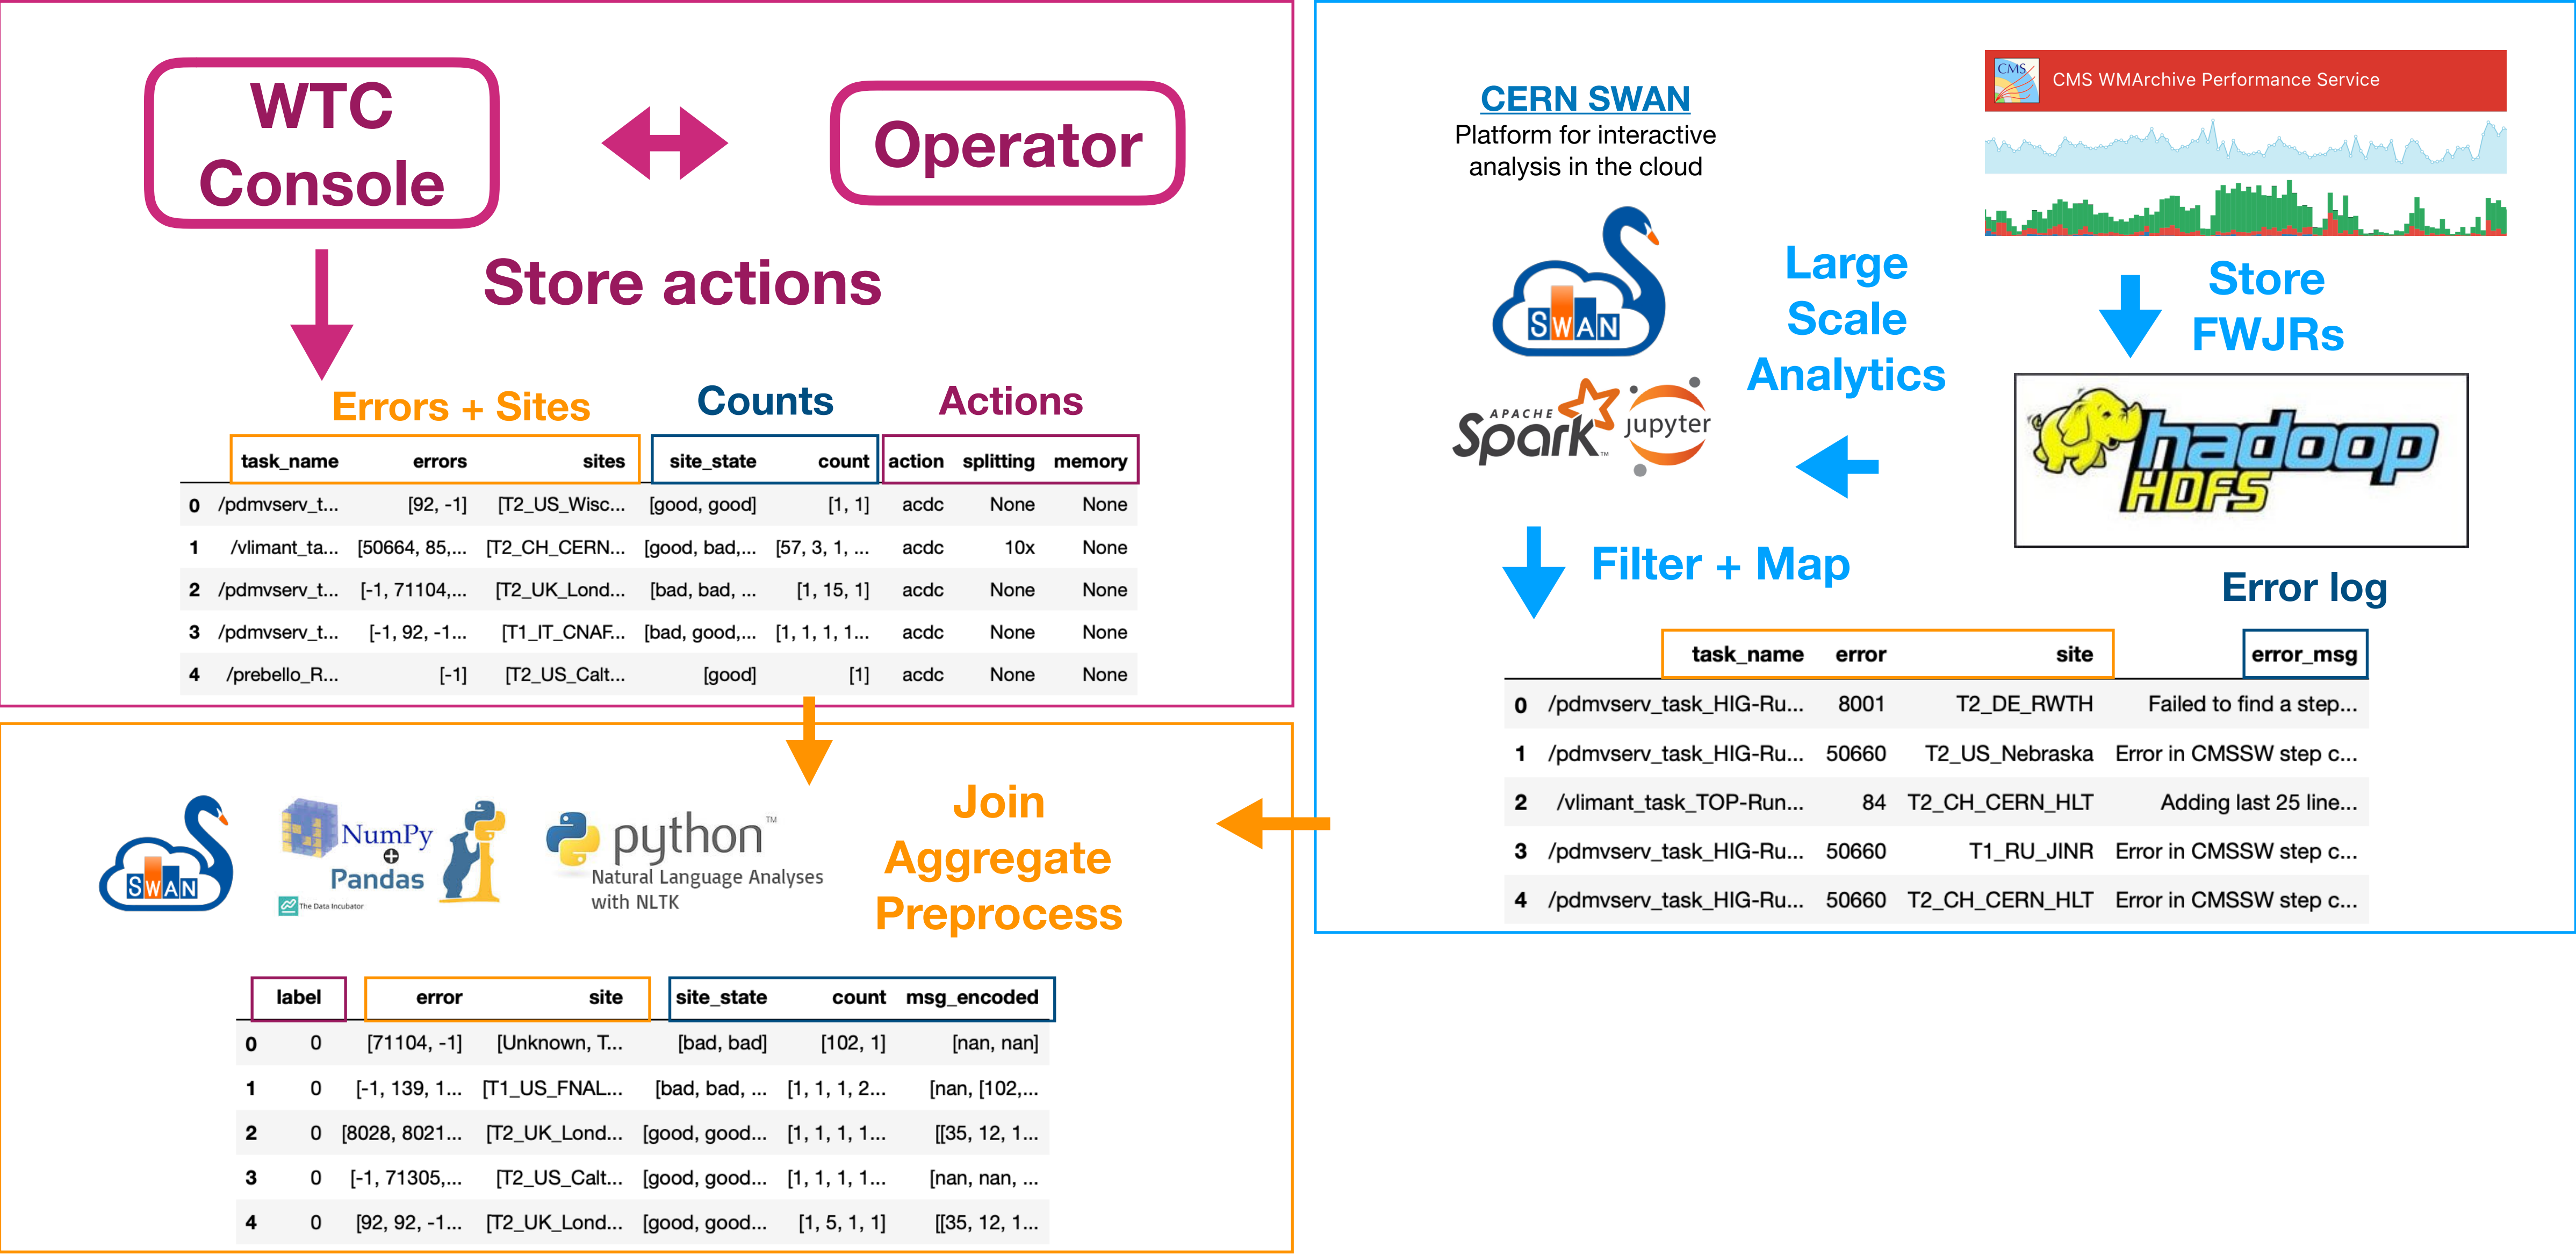 WTC
Console
Operator
Store actions
Errors + Sites Counts Actions
task_name errors sites site_state count action splitting memory
0 /pdmvserv_t... [92, -1] [T2_US_Wisc... [good, good] [1, 1] acdc None None
1 /vlimant_ta... [50664, 85,... [T2_CH_CERN... [good, bad,... [57, 3, 1, ... acdc 10x None
2 /pdmvserv_t... [-1, 71104,... [T2_UK_Lond... [bad, bad, ... [1, 15, 1] acdc None None
3 /pdmvserv_t... [-1, 92, -1... [T1_IT_CNAF... [bad, good,... [1, 1, 1, 1... acdc None None
4 /prebello_R... [-1] [T2_US_Calt... [good] [1] acdc None None
CERN SWAN
Platform for interactive
analysis in the cloud
SWAN
APACHE
Spark™
jupyter
CMS
CMS WMArchive Performance Service
Large
Scale
Analytics
Store
FWJRs
hadoop
HDFS
Filter + Map
Error log
task_name error site error_msg
0 /pdmvserv_task_HIG-Ru... 8001 T2_DE_RWTH Failed to find a step...
1 /pdmvserv_task_HIG-Ru... 50660 T2_US_Nebraska Error in CMSSW step c...
2 /vlimant_task_TOP-Run... 84 T2_CH_CERN_HLT Adding last 25 line...
3 /pdmvserv_task_HIG-Ru... 50660 T1_RU_JINR Error in CMSSW step c...
4 /pdmvserv_task_HIG-Ru... 50660 T2_CH_CERN_HLT Error in CMSSW step c...
SWAN
NumPy
+
Pandas
The Data Incubator
python™
Natural Language Analyses
with NLTK
Join
Aggregate
Preprocess
label error site site_state count msg_encoded
0 0 [71104, -1] [Unknown, T... [bad, bad] [102, 1] [nan, nan]
1 0 [-1, 139, 1... [T1_US_FNAL... [bad, bad, ... [1, 1, 1, 2... [nan, [102,...
2 0 [8028, 8021... [T2_UK_Lond... [good, good... [1, 1, 1, 1... [[35, 12, 1...
3 0 [-1, 71305,... [T2_US_Calt... [good, good... [1, 1, 1, 1... [nan, nan, ...
4 0 [92, 92, -1... [T2_UK_Lond... [good, good... [1, 5, 1, 1] [[35, 12, 1...